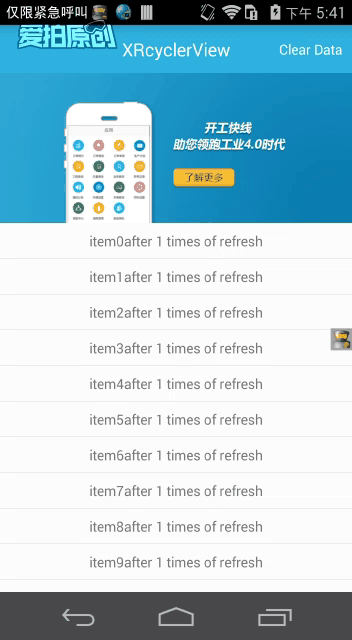 仅限紧急呼叫
下午 5:41
爱拍原创
XRcyclerView
Clear Data
应用
开工快线
助您领跑工业4.0时代
了解更多
item0after 1 times of refresh
item1after 1 times of refresh
item2after 1 times of refresh
item3after 1 times of refresh
item4after 1 times of refresh
item5after 1 times of refresh
item6after 1 times of refresh
item7after 1 times of refresh
item8after 1 times of refresh
item9after 1 times of refresh